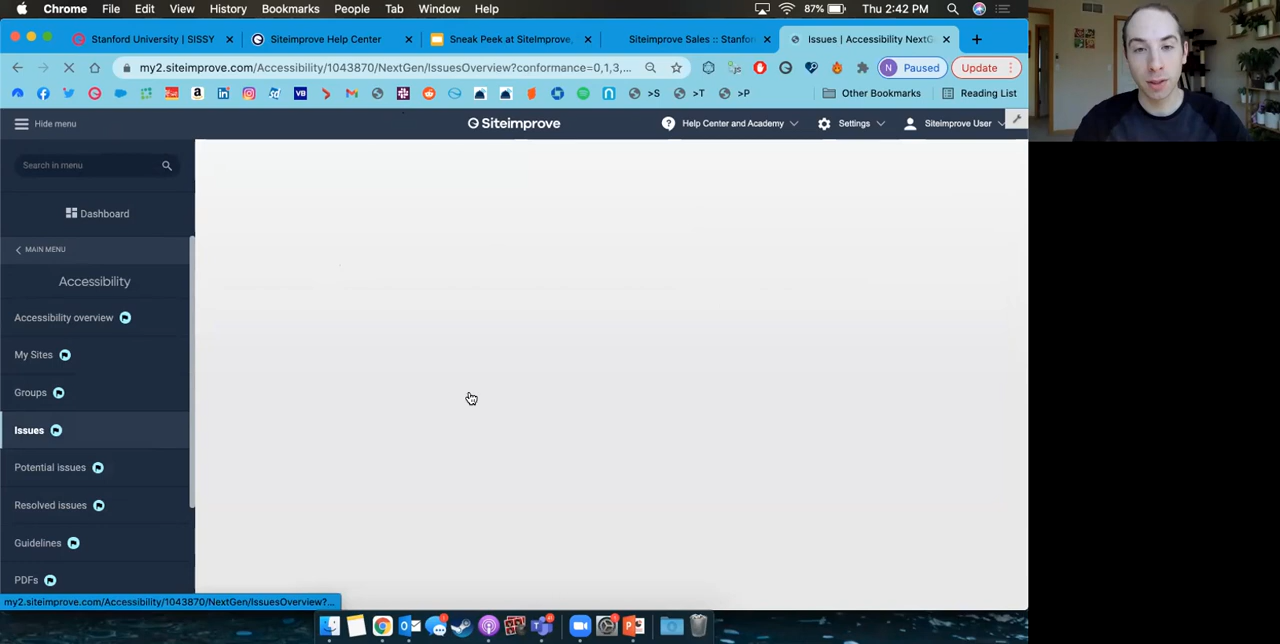 Chrome File Edit View History Bookmarks People Tab Window Help 87% Thu 2:42 PM
Stanford University | SISSY Siteimprove Help Center Sneak Peek at Siteimprove, Siteimprove Sales :: Stanfor Issues | Accessibility NextG
my2.siteimprove.com/Accessibility/1043870/NextGen/IssuesOverview?conformance=0,1,3,... N Paused Update
>S >T >P Other Bookmarks Reading List
Hide menu Siteimprove Help Center and Academy Settings Siteimprove User
Search in menu
Dashboard
MAIN MENU
Accessibility
Accessibility overview
My Sites
Groups
Issues
Potential issues
Resolved issues
Guidelines
PDFs
my2.siteimprove.com/Accessibility/1043870/NextGen/IssuesOverview?...